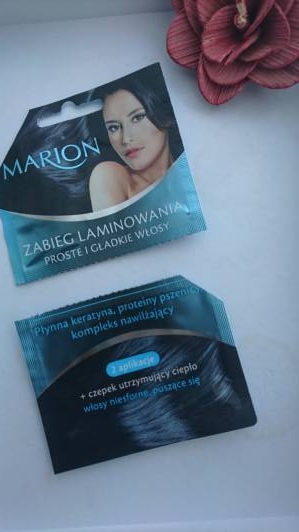 MARION
ZABIEG LAMINOWANIA
PROSTE I GŁADKIE WŁOSY
płynna keratyna, proteiny pszenicy
kompleks nawilżający
2 aplikacje
+ czepek utrzymujący ciepło
włosy niesforne, puszące się